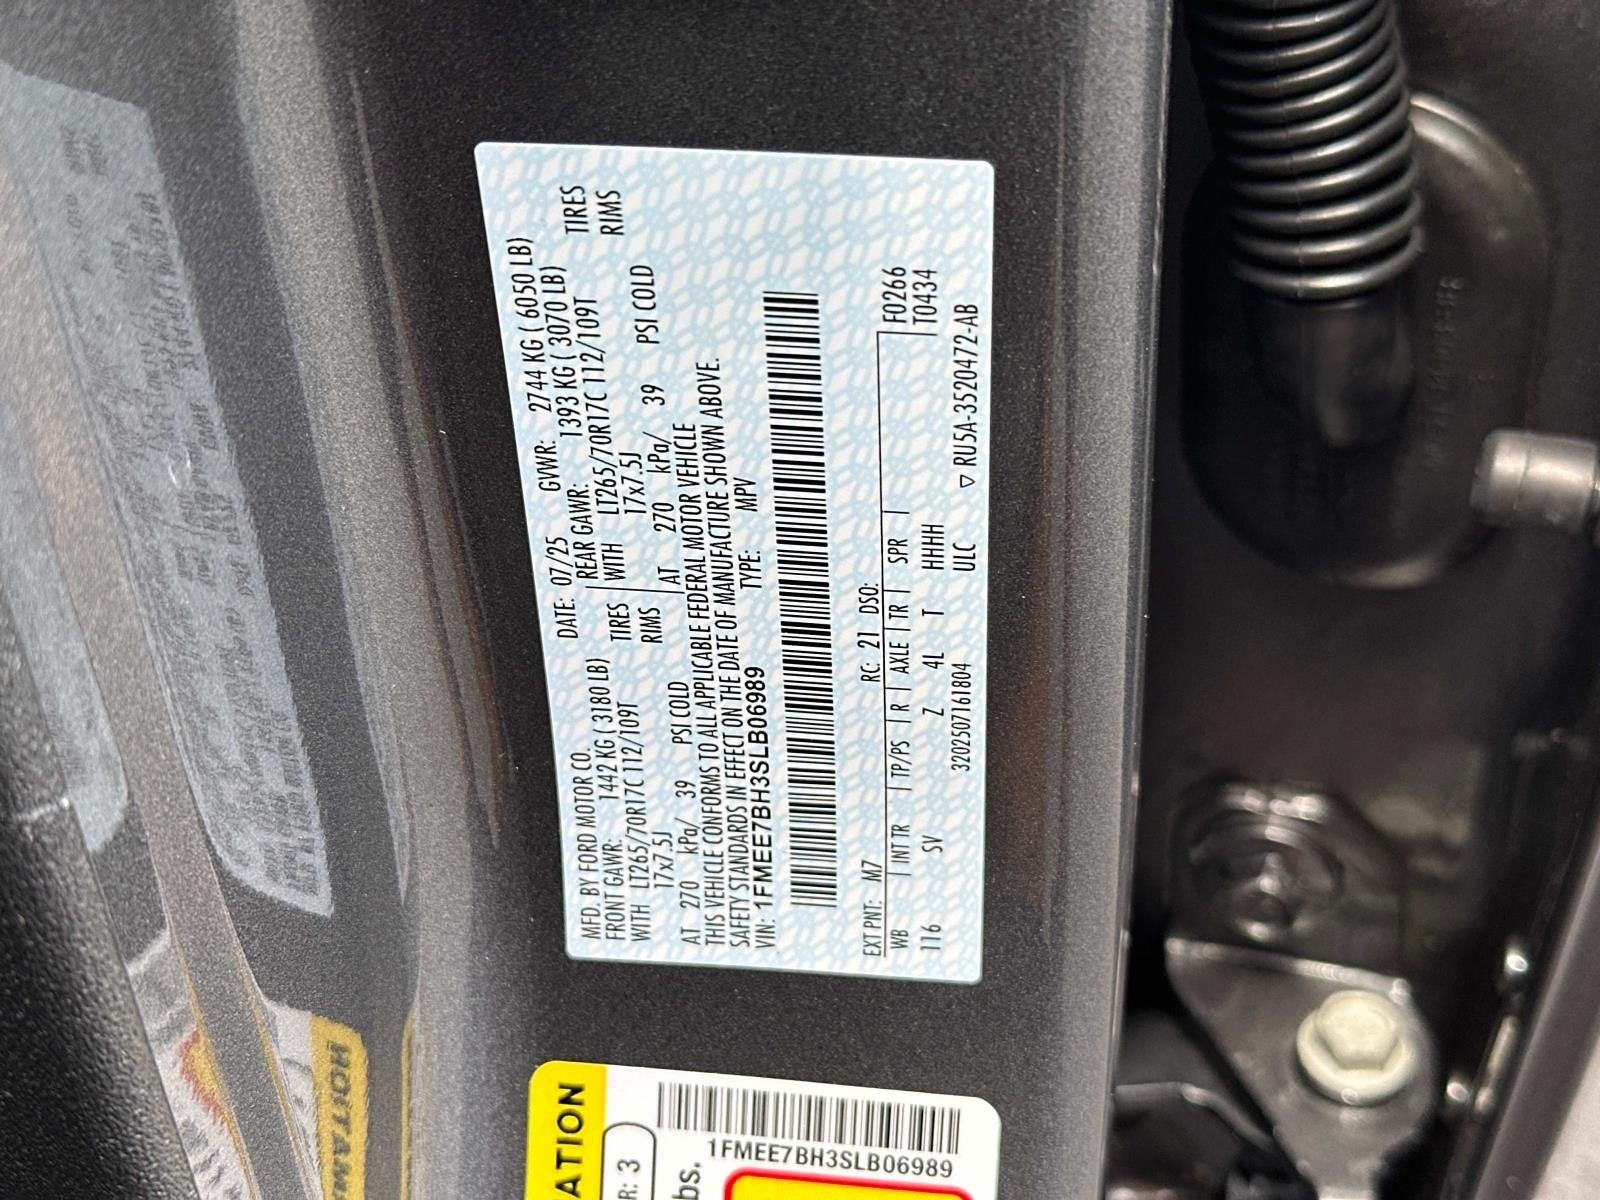 MFD. BY FORD MOTOR CO.
DATE: 07/25 GVWR: 2744 KG ( 6050 LB)
FRONT GAWR: 1442 KG ( 3180 LB)
REAR GAWR: 1393 KG ( 3070 LB)
WITH LT265/70R17C 112/109T TIRES
WITH LT265/70R17C 112/109T TIRES
17x7.5J RIMS
17x7.5J RIMS
AT 270 kPa/ 39 PSI COLD
AT 270 kPa/ 39 PSI COLD
THIS VEHICLE CONFORMS TO ALL APPLICABLE FEDERAL MOTOR VEHICLE
SAFETY STANDARDS IN EFFECT ON THE DATE OF MANUFACTURE SHOWN ABOVE.
VIN: 1FMEE7BH3SLB06989 TYPE: MPV
EXT PNT: M7 RC: 21 DSO:
WB INT TR TP/PS R AXLE TR SPR F0266
116 SV Z 4L T HHHH T0434
3202507161804 ULC ▽ RU5A-3520472-AB
ATION
R: 3
1FMEE7BH3SLB06989
bs.